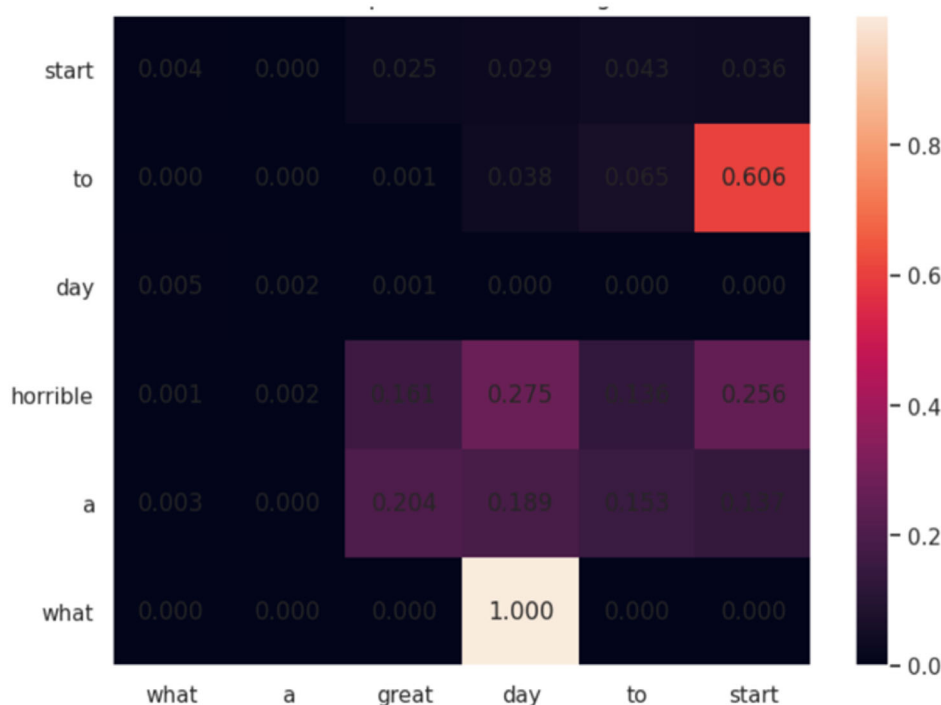 start 0.004 0.000 0.025 0.029 0.043 0.036
0.8
to 0.000 0.000 0.001 0.038 0.065 0.606
0.6
day 0.005 0.002 0.001 0.000 0.000 0.000
horrible 0.001 0.002 0.161 0.275 0.256
0.4
a 0.003 0.000 0.204 0.189 0.153
0.2
what 0.000 0.000 0.000 1.000 0.000 0.000
0.0
what a great day to start